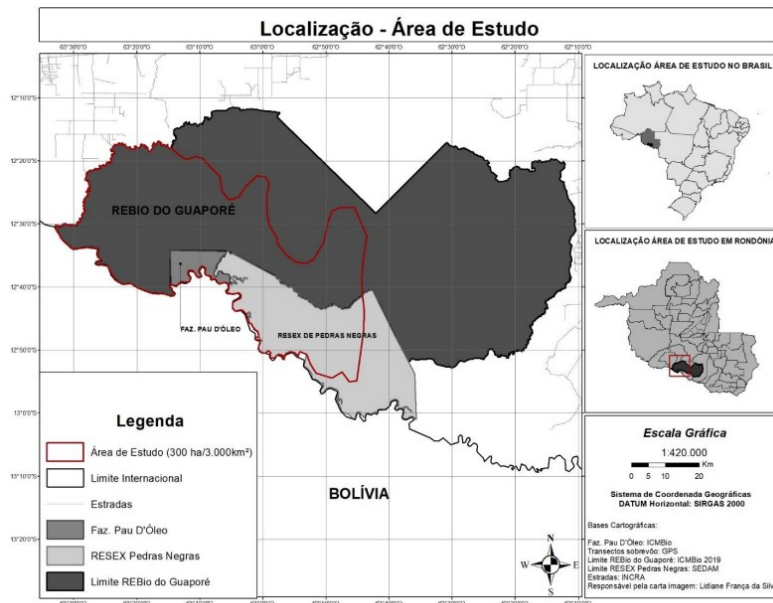 Localização - Área de Estudo
63°30'0"O 63°20'0"O 63°10'0"O 63°0'0"O 62°50'0"O 62°40'0"O 62°30'0"O 62°20'0"O 62°10'0"O
12°10'0"S
12°20'0"S
12°30'0"S
12°40'0"S
12°50'0"S
13°0'0"S
13°10'0"S
13°20'0"S
REBIO DO GUAPORÉ
FAZ. PAU D'ÓLEO
RESEX DE PEDRAS NEGRAS
BOLÍVIA
Legenda
Área de Estudo (300 ha/3.000km²)
Limite Internacional
Estradas
Faz. Pau D'Óleo
RESEX Pedras Negras
Limite REBio do Guaporé
N
W E
S
LOCALIZAÇÃO ÁREA DE ESTUDO NO BRASIL
LOCALIZAÇÃO ÁREA DE ESTUDO EM RONDÔNIA
Escala Gráfica
1:420.000
Km
0 5 10 20
Sistema de Coordenada Geográficas
DATUM Horizontal: SIRGAS 2000
Bases Cartográficas:
Faz. Pau D'Óleo: ICMBio
Transectos sobrevôo: GPS
Limite REBio do Guaporé: ICMBio 2019
Limite RESEX Pedras Negras: SEDAM
Estradas: INCRA
Responsável pela carta imagem: Lidiane França da Silv